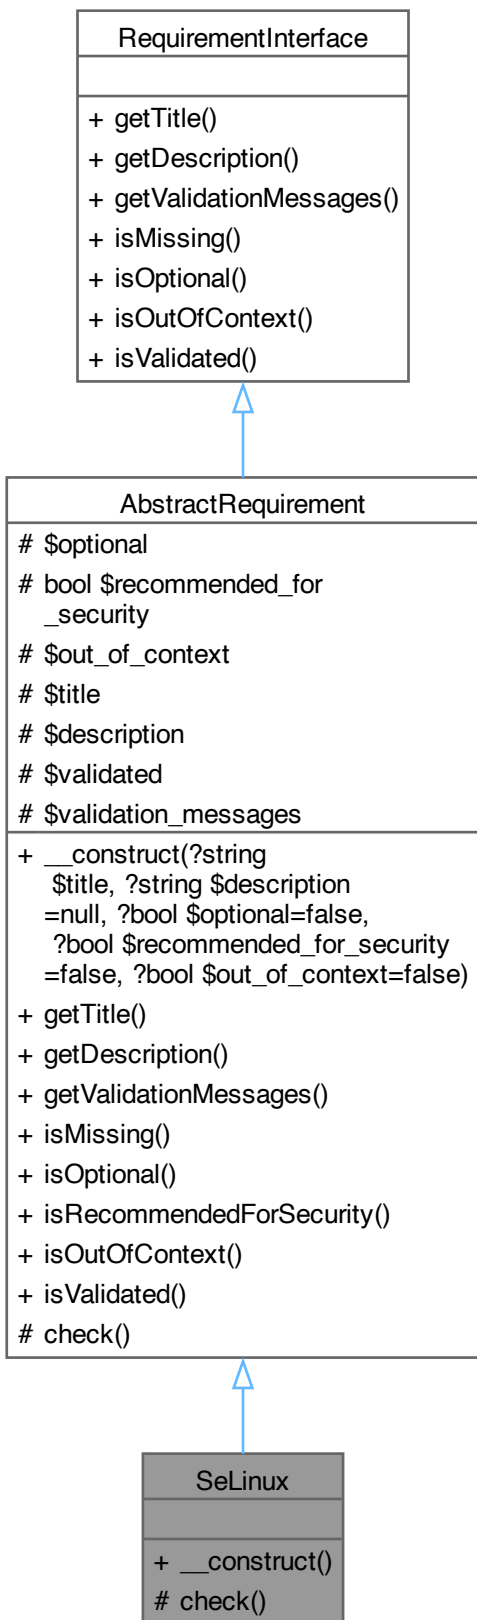 RequirementInterface
+ getTitle()
+ getDescription()
+ getValidationMessages()
+ isMissing()
+ isOptional()
+ isOutOfContext()
+ isValidated()
AbstractRequirement
# $optional
# bool $recommended_for
_security
# $out_of_context
# $title
# $description
# $validated
# $validation_messages
+ __construct(?string
$title, ?string $description
=null, ?bool $optional=false,
?bool $recommended_for_security
=false, ?bool $out_of_context=false)
+ getTitle()
+ getDescription()
+ getValidationMessages()
+ isMissing()
+ isOptional()
+ isRecommendedForSecurity()
+ isOutOfContext()
+ isValidated()
# check()
SeLinux
+ __construct()
# check()